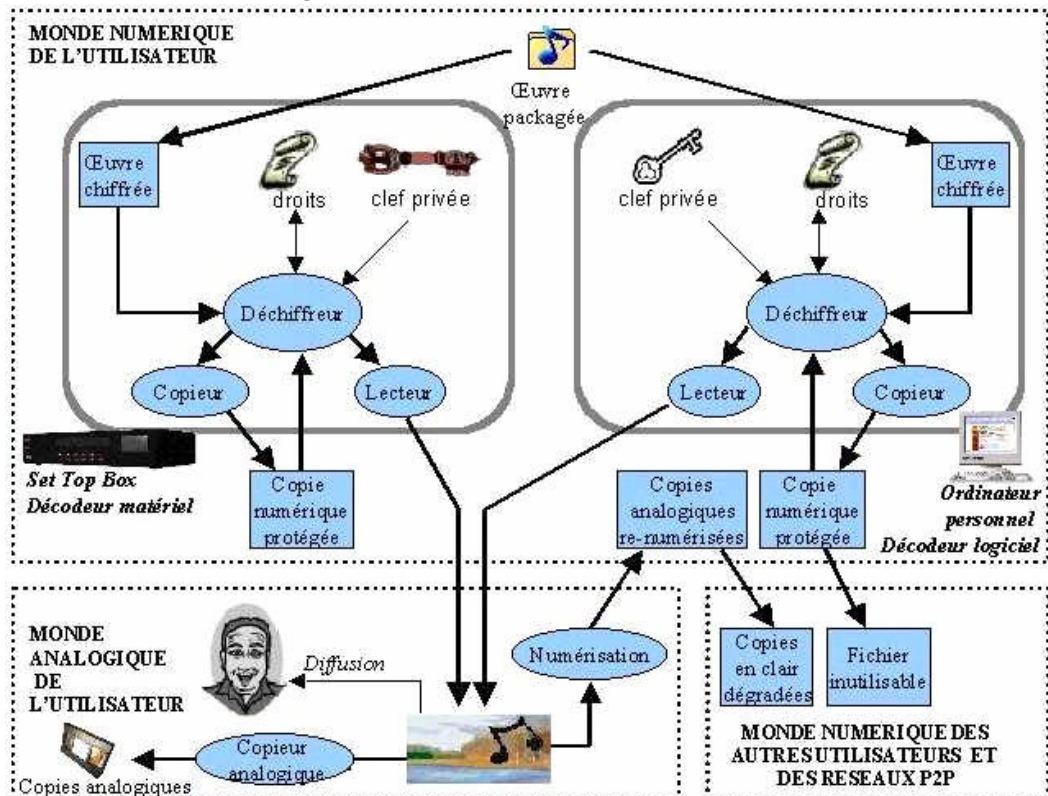 MONDE NUMERIQUE
DE L'UTILISATEUR
Œuvre
packagée
Œuvre
chiffrée
droits
clef privée
clef privée
droits
Œuvre
chiffrée
Déchiffreur
Déchiffreur
Copieur
Lecteur
Lecteur
Copieur
Set Top Box
Décodeur matériel
Copie
numérique
protégée
Copies
analogiques
re-numérisées
Copie
numérique
protégée
Ordinateur
personnel
Décodeur logiciel
MONDE
ANALOGIQUE
DE
L'UTILISATEUR
Diffusion
Numérisation
Copies
en clair
dégradées
Fichier
inutilisable
Copieur
analogique
Copies analogiques
MONDE NUMERIQUE DES
AUTRES UTILISATEURS ET
DES RESEAUX P2P